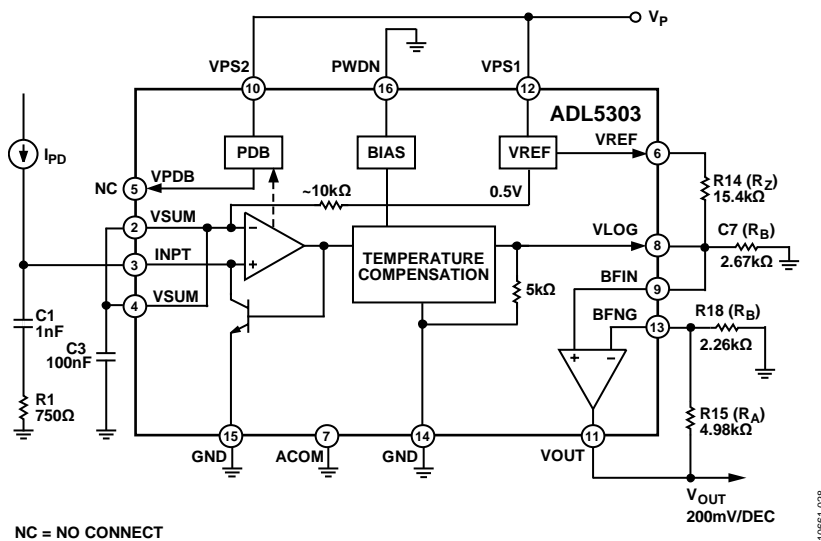 VP
VPS2
PWDN
VPS1
10
16
12
ADL5303
PDB
BIAS
VREF
VREF
6
IPD
R14 (RZ)
15.4kΩ
NC
5
VPDB
~10kΩ
0.5V
2
VSUM
VLOG
8
C7 (RB)
2.67kΩ
3
INPT
TEMPERATURE
COMPENSATION
BFIN
9
4
VSUM
5kΩ
BFNG
13
R18 (RB)
2.26kΩ
C1
1nF
C3
100nF
R1
750Ω
R15 (RA)
4.98kΩ
15
7
14
11
GND
ACOM
GND
VOUT
VOUT
200mV/DEC
NC = NO CONNECT
10661-028